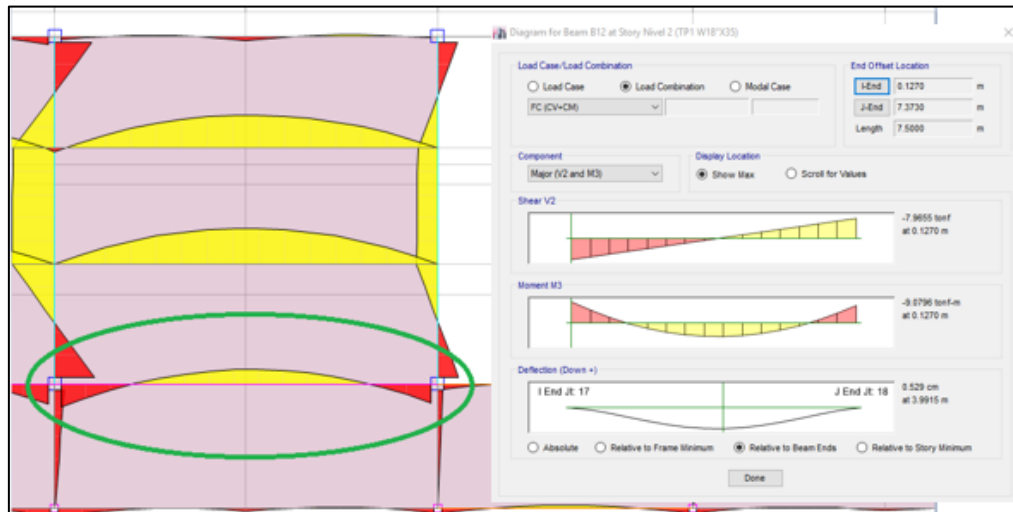 Diagram for Beam B12 at Story Nivel 2 (TP1 W18"X35)
Load Case/Load Combination
Load Case Load Combination Modal Case
FC (CV+CM)
End Offset Location
I-End 0.1270 m
J-End 7.3730 m
Length 7.5000 m
Component
Major (V2 and M3)
Display Location
Show Max Scroll for Values
Shear V2
-7.9655 tonf
at 0.1270 m
Moment M3
-9.0796 tonf-m
at 0.1270 m
Deflection (Down +)
I End Jt: 17 J End Jt: 18
0.529 cm
at 3.9915 m
Absolute Relative to Frame Minimum Relative to Beam Ends Relative to Story Minimum
Done